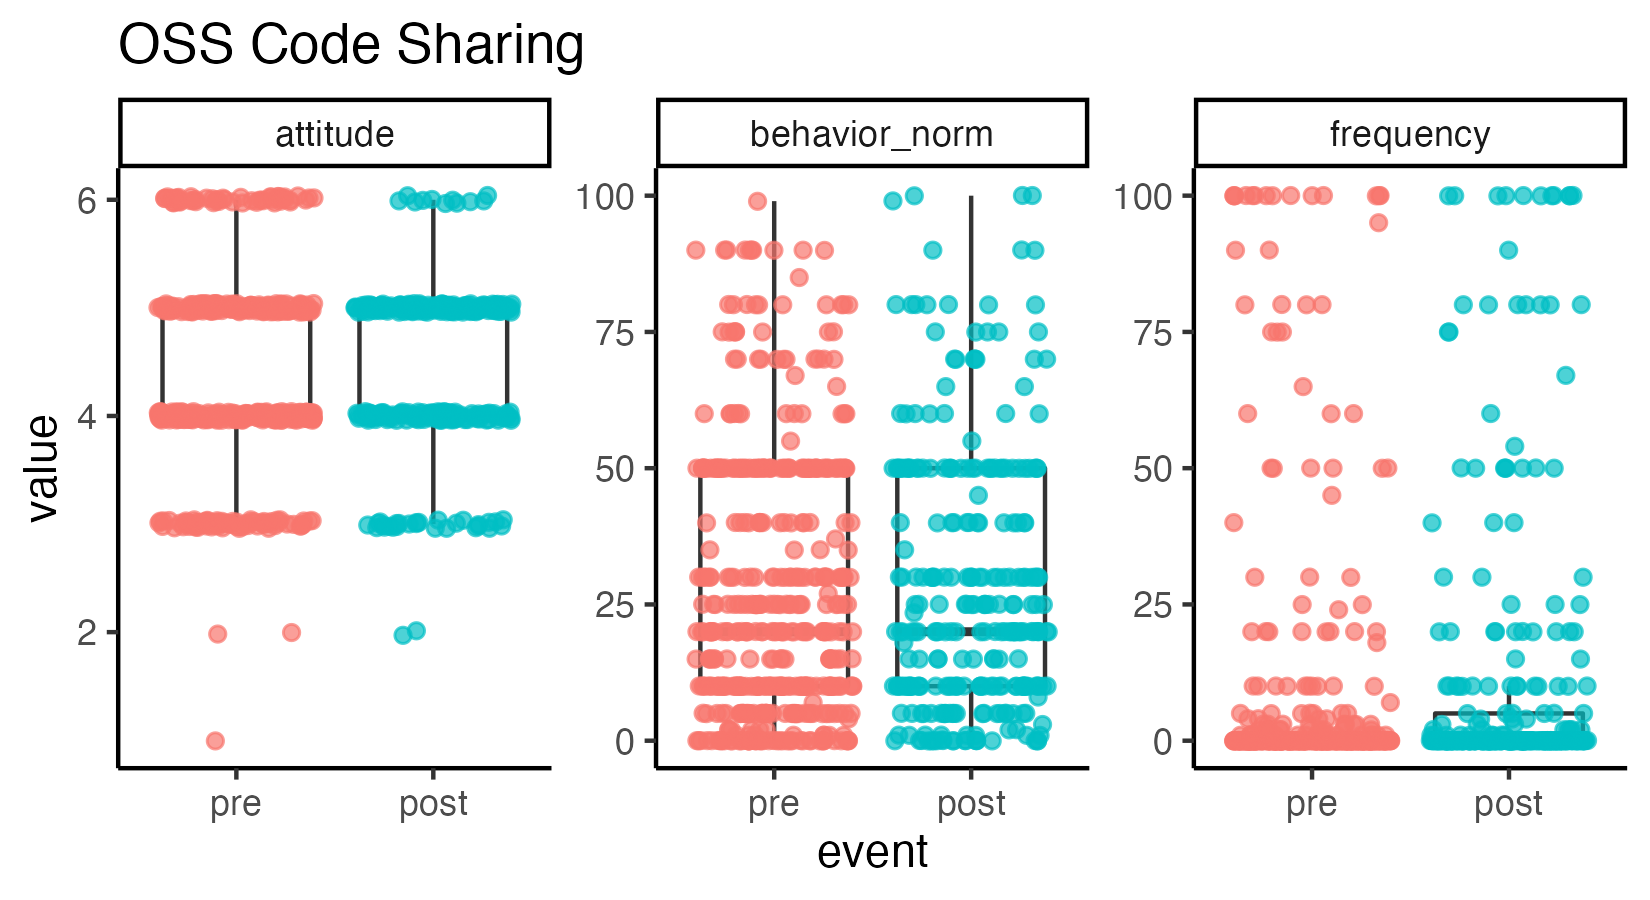 OSS Code Sharing
attitude
behavior_norm
frequency
value
6
4
2
100
75
50
25
0
100
75
50
25
0
pre
post
pre
post
pre
post
event